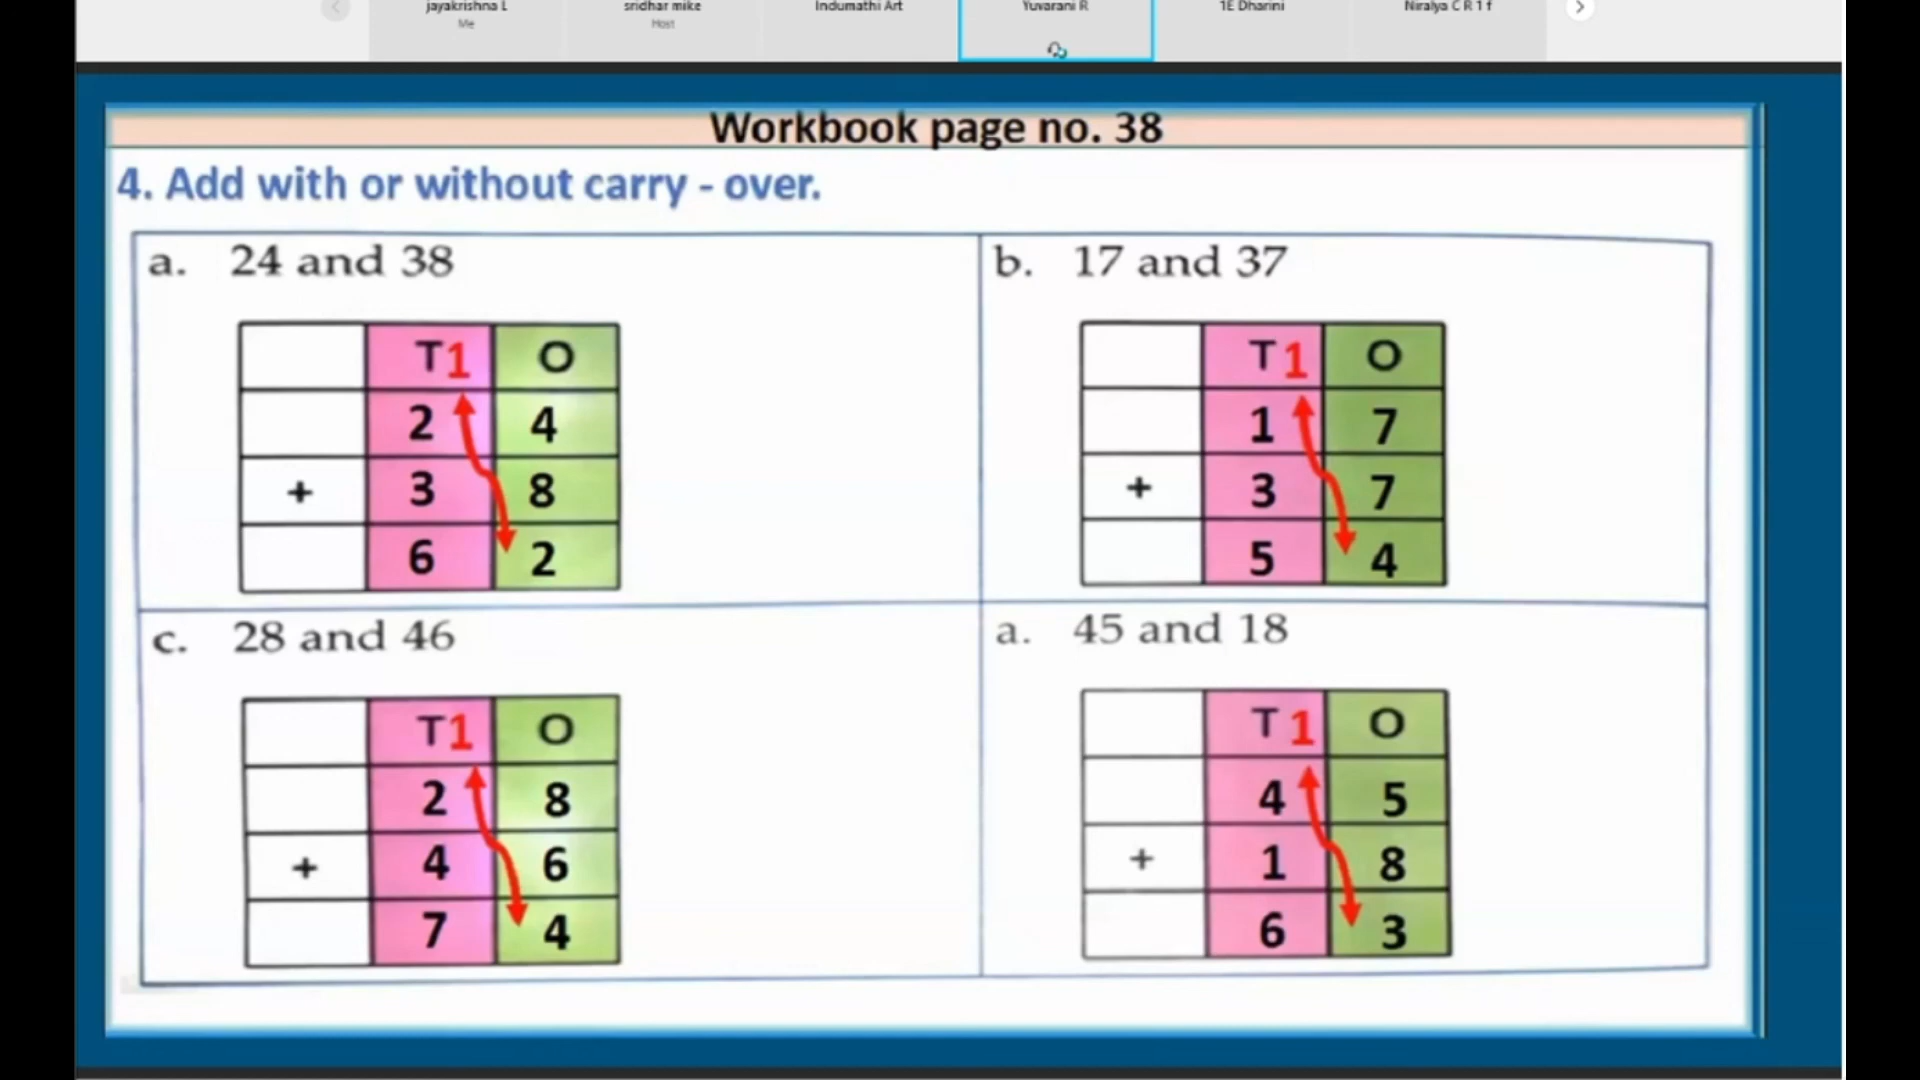 jayakrishna L
Me
sridhar mike
Host
Indumathi Art
Yuvarani R
1E Dharini
Niralya C R 1 f
Workbook page no. 38
4. Add with or without carry - over.
a. 24 and 38
T1 O
2 4
+ 3 8
6 2
b. 17 and 37
T 1 O
1 7
+ 3 7
5 4
c. 28 and 46
T1 O
2 8
+ 4 6
7 4
a. 45 and 18
T 1 O
4 5
+ 1 8
6 3